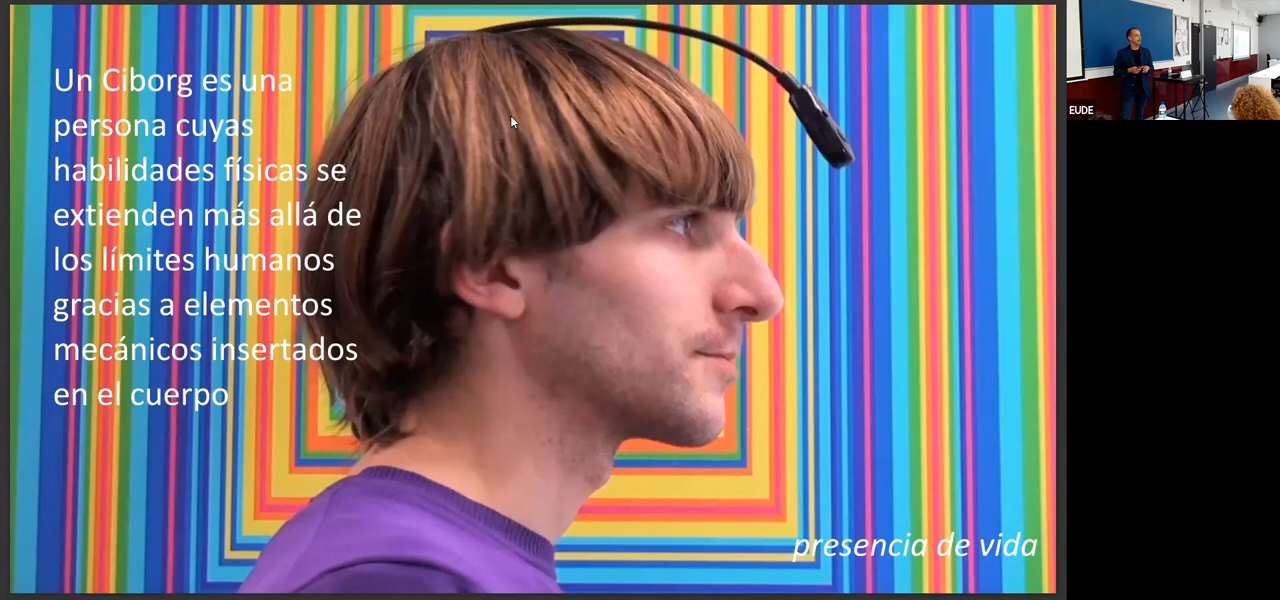 Un Ciborg es una
persona cuyas
habilidades físicas se
extienden más allá de
los límites humanos
gracias a elementos
mecánicos insertados
en el cuerpo
presencia de vida
EUDE